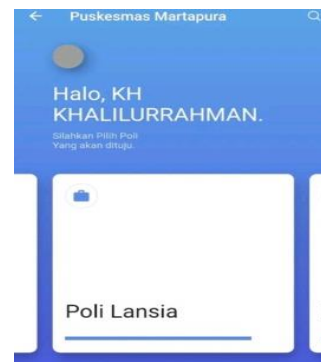 Puskesmas Martapura
Halo, KH
KHALILURRAHMAN.
Silahkan Pilih Poli
Yang akan dituju.
Poli Lansia